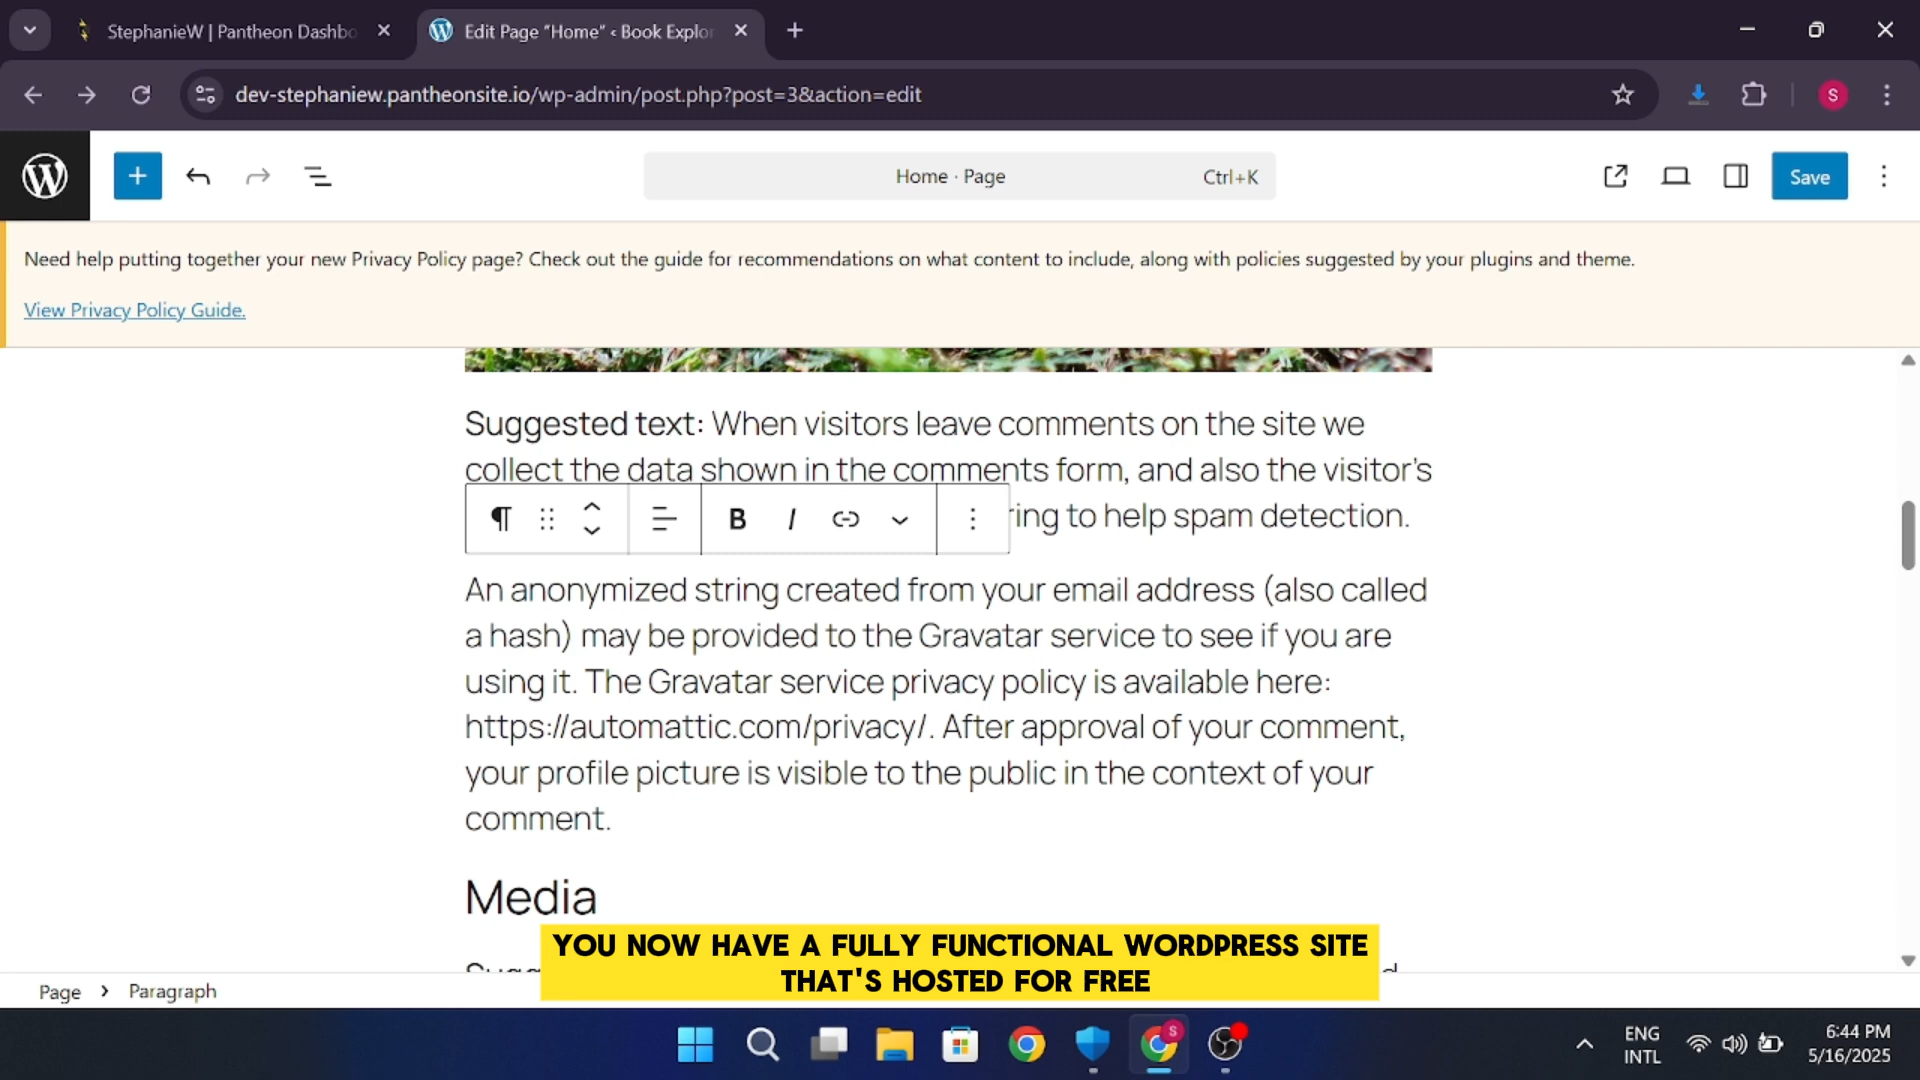 StephanieW | Pantheon Dashbo
Edit Page “Home” ‹ Book Explor
dev-stephaniew.pantheonsite.io/wp-admin/post.php?post=3&action=edit
S
Home · Page
Ctrl+K
Save
Need help putting together your new Privacy Policy page? Check out the guide for recommendations on what content to include, along with policies suggested by your plugins and theme.
View Privacy Policy Guide.
Suggested text: When visitors leave comments on the site we
collect the data shown in the comments form, and also the visitor’s
ring to help spam detection.
B I
An anonymized string created from your email address (also called
a hash) may be provided to the Gravatar service to see if you are
using it. The Gravatar service privacy policy is available here:
https://automattic.com/privacy/. After approval of your comment,
your profile picture is visible to the public in the context of your
comment.
Media
YOU NOW HAVE A FULLY FUNCTIONAL WORDPRESS SITE
THAT'S HOSTED FOR FREE
Page › Paragraph
S
ENG
INTL
6:44 PM
5/16/2025